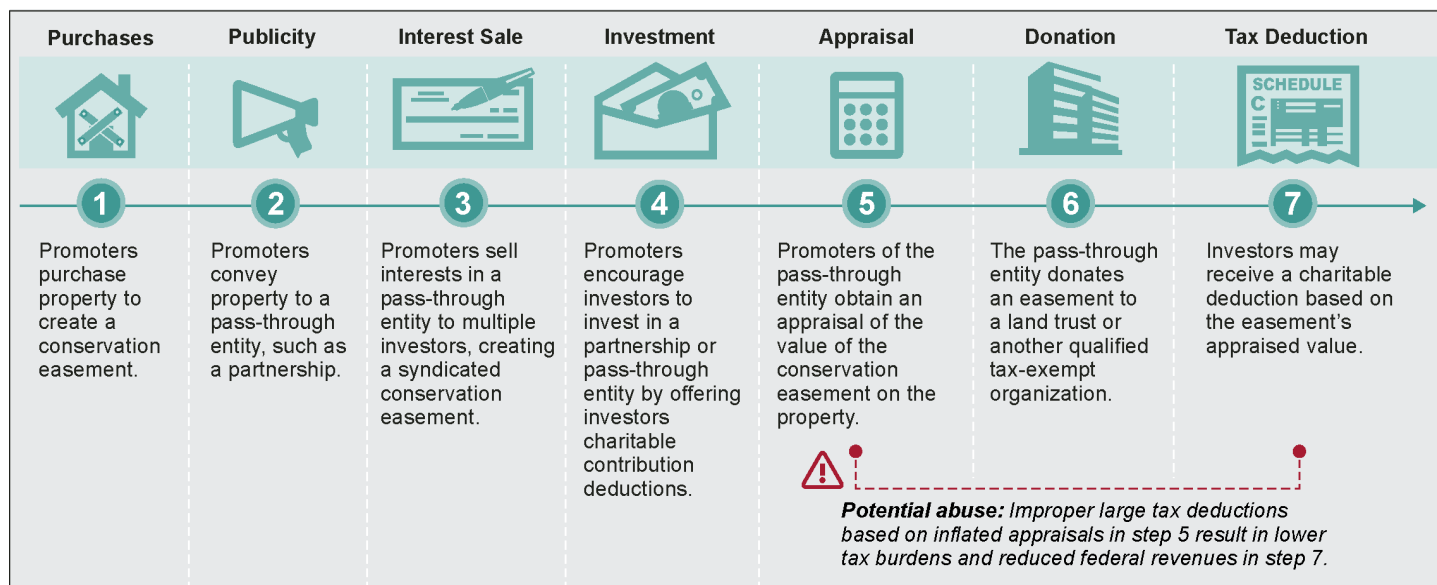 Purchases
Publicity
Interest Sale
Investment
Appraisal
Donation
Tax Deduction
SCHEDULE
C
1
2
3
4
5
6
7
Promoters
purchase
property to
create a
conservation
easement.
Promoters
convey
property to a
pass-through
entity, such as
a partnership.
Promoters sell
interests in a
pass-through
entity to multiple
investors, creating
a syndicated
conservation
easement.
Promoters
encourage
investors to
invest in a
partnership or
pass-through
entity by offering
investors
charitable
contribution
deductions.
Promoters of the
pass-through
entity obtain an
appraisal of the
value of the
conservation
easement on the
property.
The pass-through
entity donates
an easement to
a land trust or
another qualified
tax-exempt
organization.
Investors may
receive a charitable
deduction based on
the easement's
appraised value.
Potential abuse: Improper large tax deductions
based on inflated appraisals in step 5 result in lower
tax burdens and reduced federal revenues in step 7.